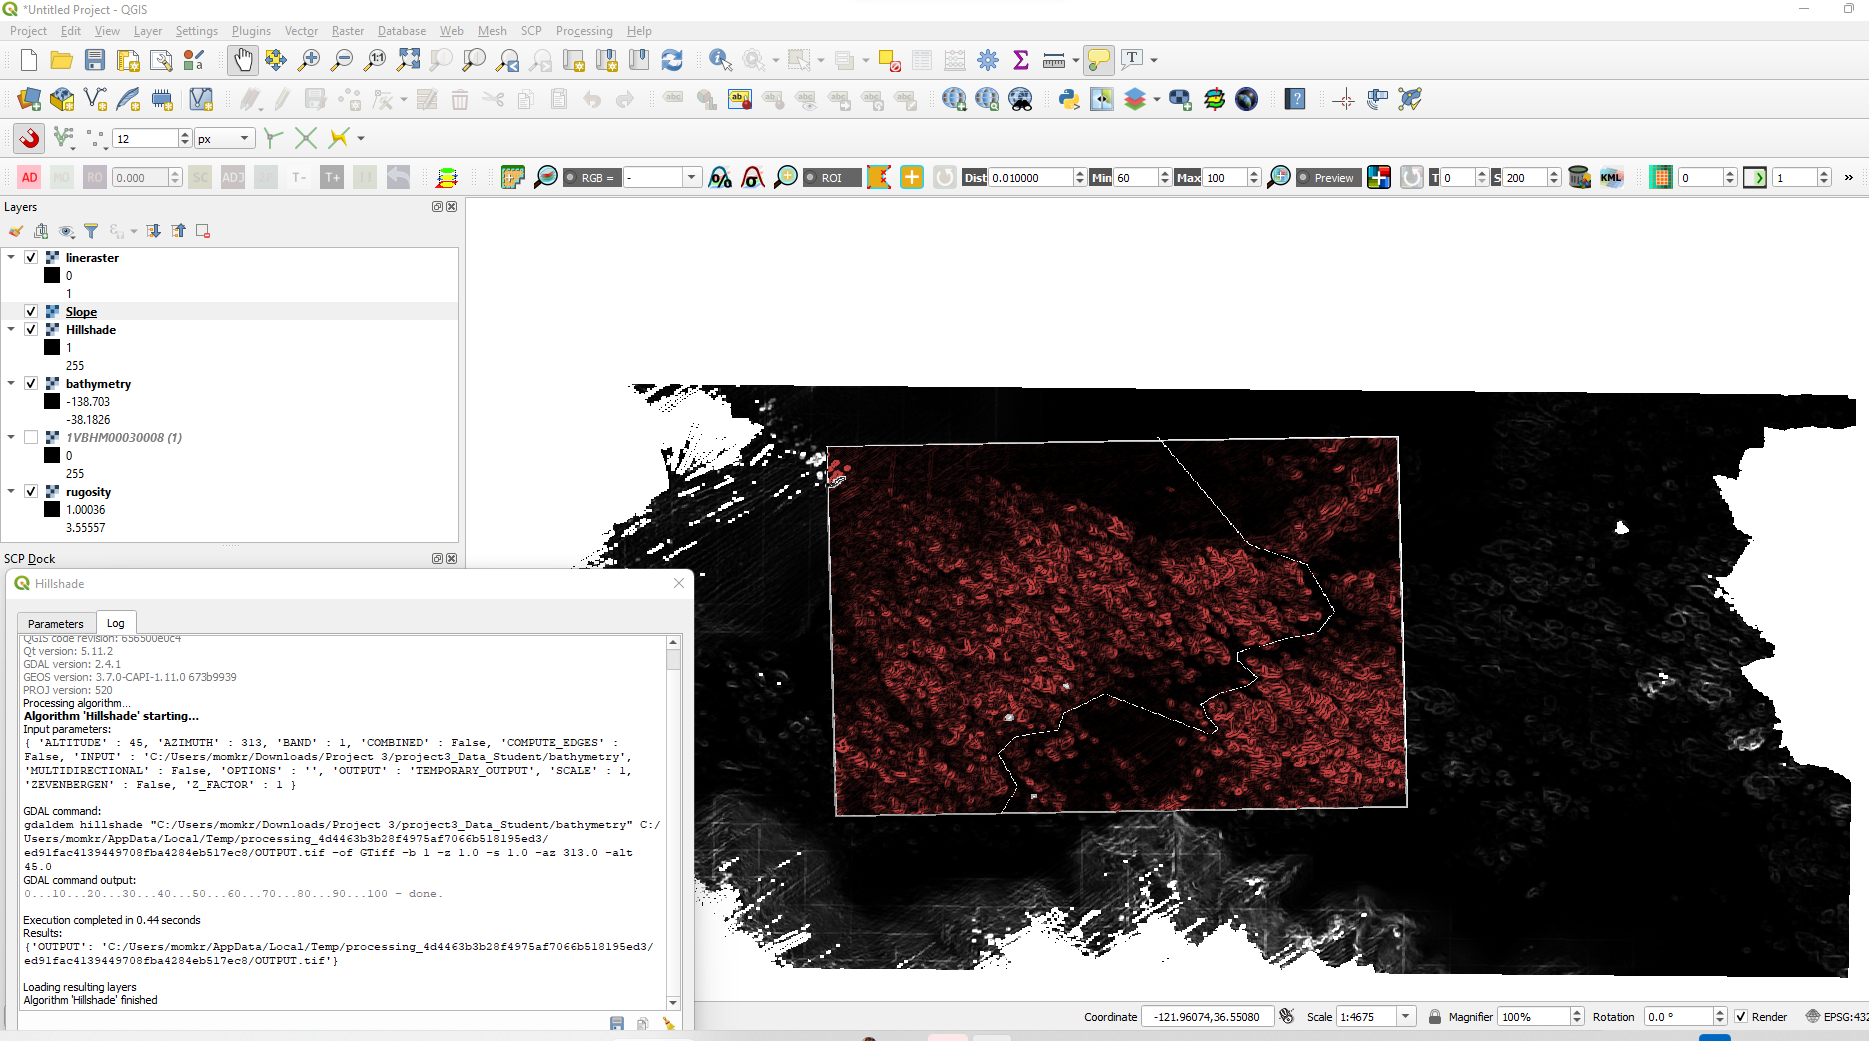 *Untitled Project - QGIS
Project Edit View Layer Settings Plugins Vector Raster Database Web Mesh SCP Processing Help
12 px
AD MO RO 0.000 SC ADJ T- T+ RGB = - ROI Dist 0.010000 Min 60 Max 100 Preview T 0 S 200 KML 0 1 »
Layers
lineraster
0
1
Slope
Hillshade
1
255
bathymetry
-138.703
-38.1826
1VBHM00030008 (1)
0
255
rugosity
1.00036
3.55557
SCP Dock
Hillshade
Parameters Log
QGIS code revision: 656500e0c4
Qt version: 5.11.2
GDAL version: 2.4.1
GEOS version: 3.7.0-CAPI-1.11.0 673b9939
PROJ version: 520
Processing algorithm...
Algorithm 'Hillshade' starting...
Input parameters:
{ 'ALTITUDE' : 45, 'AZIMUTH' : 313, 'BAND' : 1, 'COMBINED' : False, 'COMPUTE_EDGES' :
False, 'INPUT' : 'C:/Users/momkr/Downloads/Project 3/project3_Data_Student/bathymetry',
'MULTIDIRECTIONAL' : False, 'OPTIONS' : '', 'OUTPUT' : 'TEMPORARY_OUTPUT', 'SCALE' : 1,
'ZEVENBERGEN' : False, 'Z_FACTOR' : 1 }
GDAL command:
gdaldem hillshade "C:/Users/momkr/Downloads/Project 3/project3_Data_Student/bathymetry" C:/
Users/momkr/AppData/Local/Temp/processing_4d4463b3b28f4975af7066b518195ed3/
ed91fac4139449708fba4284eb517ec8/OUTPUT.tif -of GTiff -b 1 -z 1.0 -s 1.0 -az 313.0 -alt
45.0
GDAL command output:
0...10...20...30...40...50...60...70...80...90...100 - done.
Execution completed in 0.44 seconds
Results:
{'OUTPUT': 'C:/Users/momkr/AppData/Local/Temp/processing_4d4463b3b28f4975af7066b518195ed3/
ed91fac4139449708fba4284eb517ec8/OUTPUT.tif'}
Loading resulting layers
Algorithm 'Hillshade' finished
Coordinate -121.96074,36.55080 Scale 1:4675 Magnifier 100% Rotation 0.0 ° Render EPSG:432